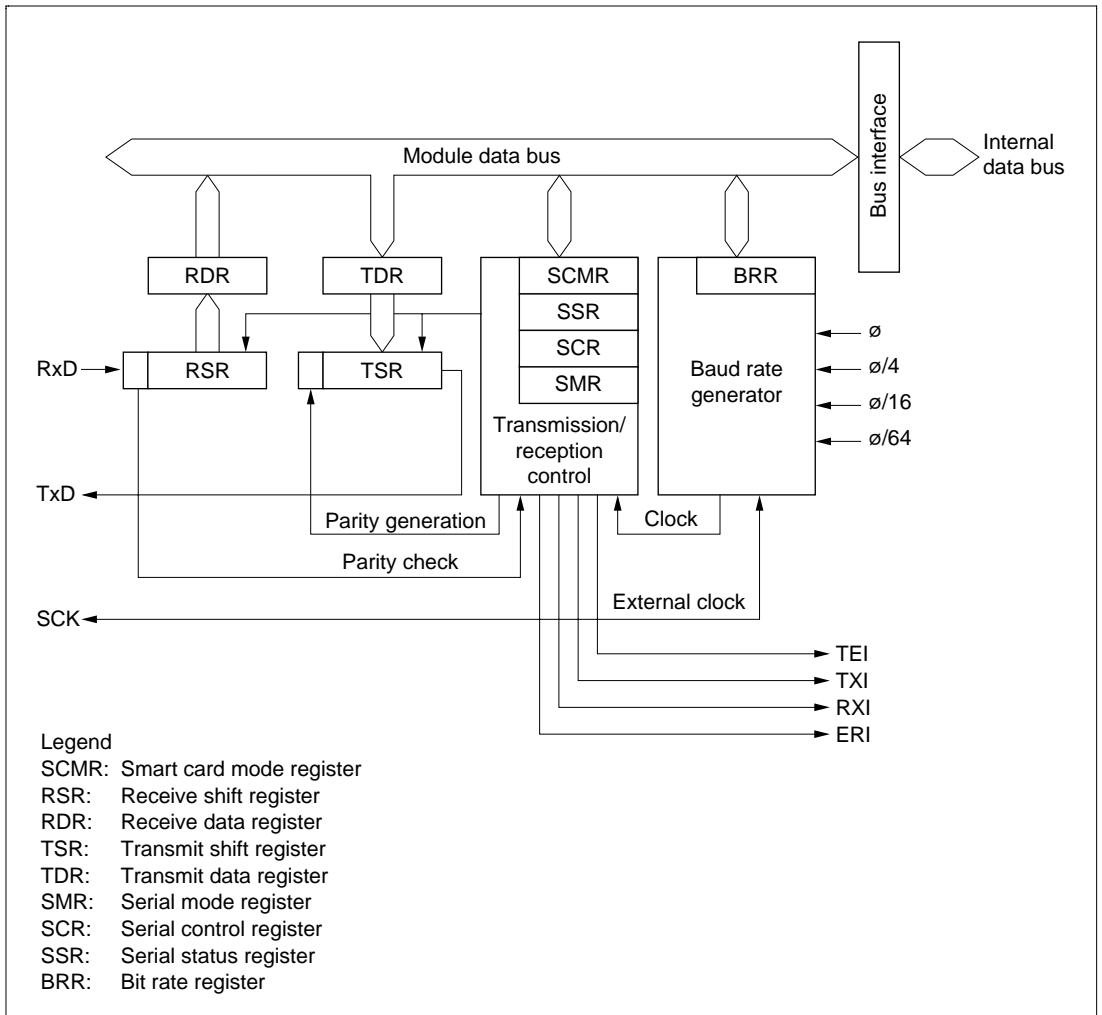 Bus interface
Internal
data bus
Module data bus
RDR
TDR
SCMR
BRR
SSR
ø
RxD
RSR
TSR
SCR
Baud rate
generator
ø/4
SMR
ø/16
Transmission/
reception
control
ø/64
TxD
Parity generation
Clock
Parity check
External clock
SCK
TEI
TXI
RXI
ERI
Legend
SCMR: Smart card mode register
RSR: Receive shift register
RDR: Receive data register
TSR: Transmit shift register
TDR: Transmit data register
SMR: Serial mode register
SCR: Serial control register
SSR: Serial status register
BRR: Bit rate register